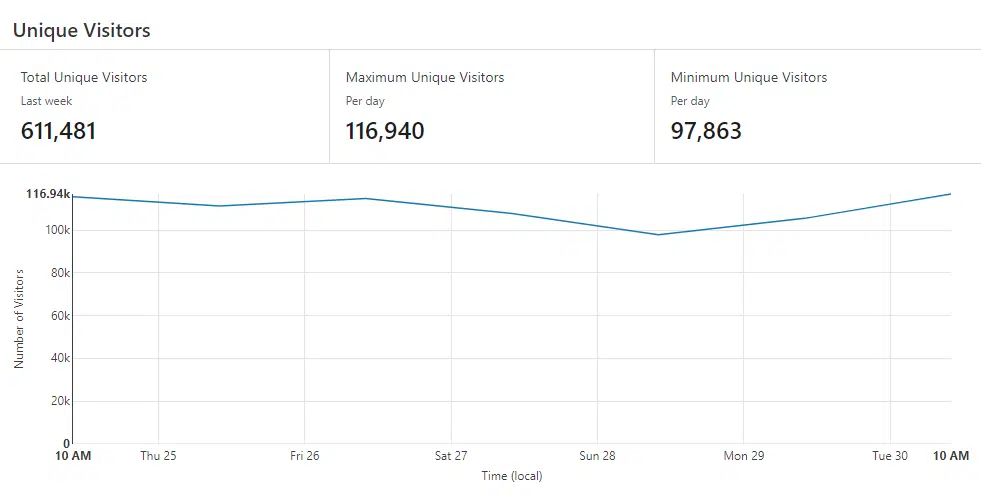 Unique Visitors
Total Unique Visitors
Last week
611,481
Maximum Unique Visitors
Per day
116,940
Minimum Unique Visitors
Per day
97,863
116.94k
100k
80k
60k
40k
20k
0
Number of Visitors
10 AM
Thu 25
Fri 26
Sat 27
Sun 28
Mon 29
Tue 30
10 AM
Time (local)